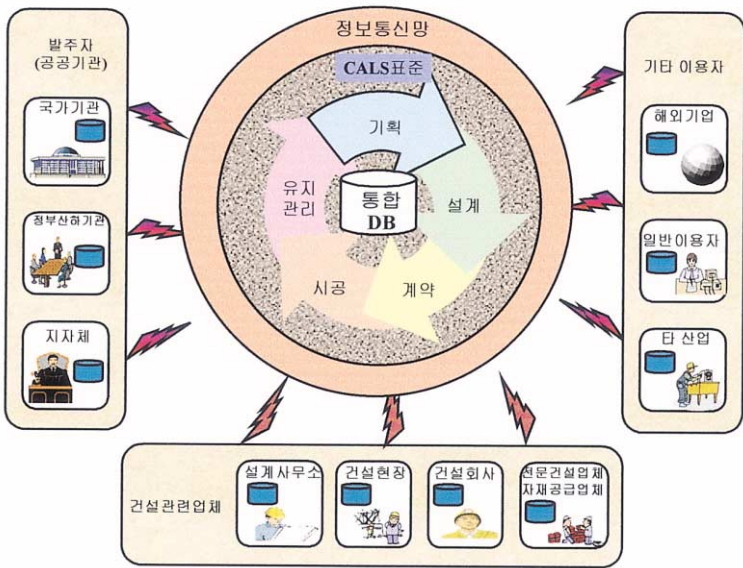 정보통신망
CALS표준
기획
설계
계약
시공
유지
관리
통합
DB
발주자
(공공기관)
국가기관
정부산하기관
지자체
기타 이용자
해외기업
일반이용자
타 산업
건설관련업체
설계사무소
건설현장
건설회사
전문건설업체
자재공급업체